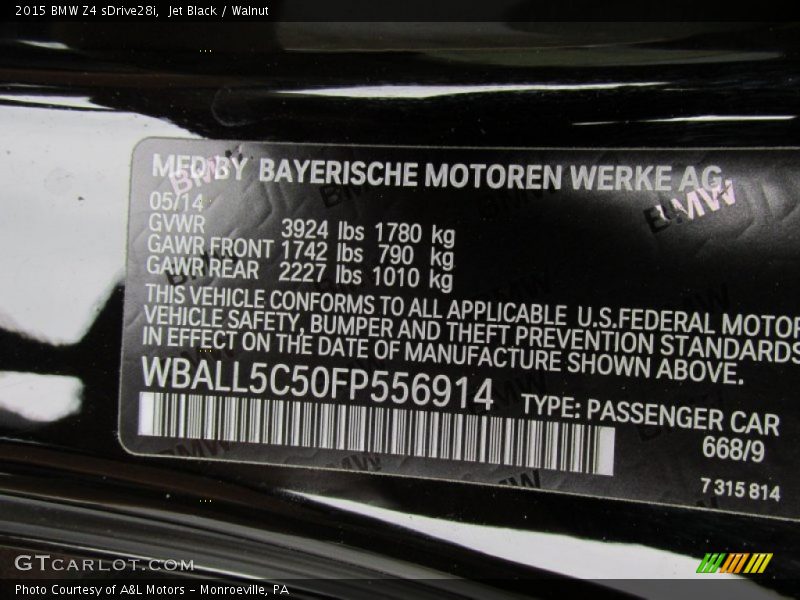 2015 BMW Z4 sDrive28i, Jet Black / Walnut
MFD BY BAYERISCHE MOTOREN WERKE AG.
05/14
GVWR 3924 lbs 1780 kg
GAWR FRONT 1742 lbs 790 kg
GAWR REAR 2227 lbs 1010 kg
THIS VEHICLE CONFORMS TO ALL APPLICABLE U.S.FEDERAL MOTOR
VEHICLE SAFETY, BUMPER AND THEFT PREVENTION STANDARDS
IN EFFECT ON THE DATE OF MANUFACTURE SHOWN ABOVE.
WBALL5C50FP556914
TYPE: PASSENGER CAR
668/9
7 315 814
BMW
BMW
GTCARLOT.COM
Photo Courtesy of A&L Motors - Monroeville, PA